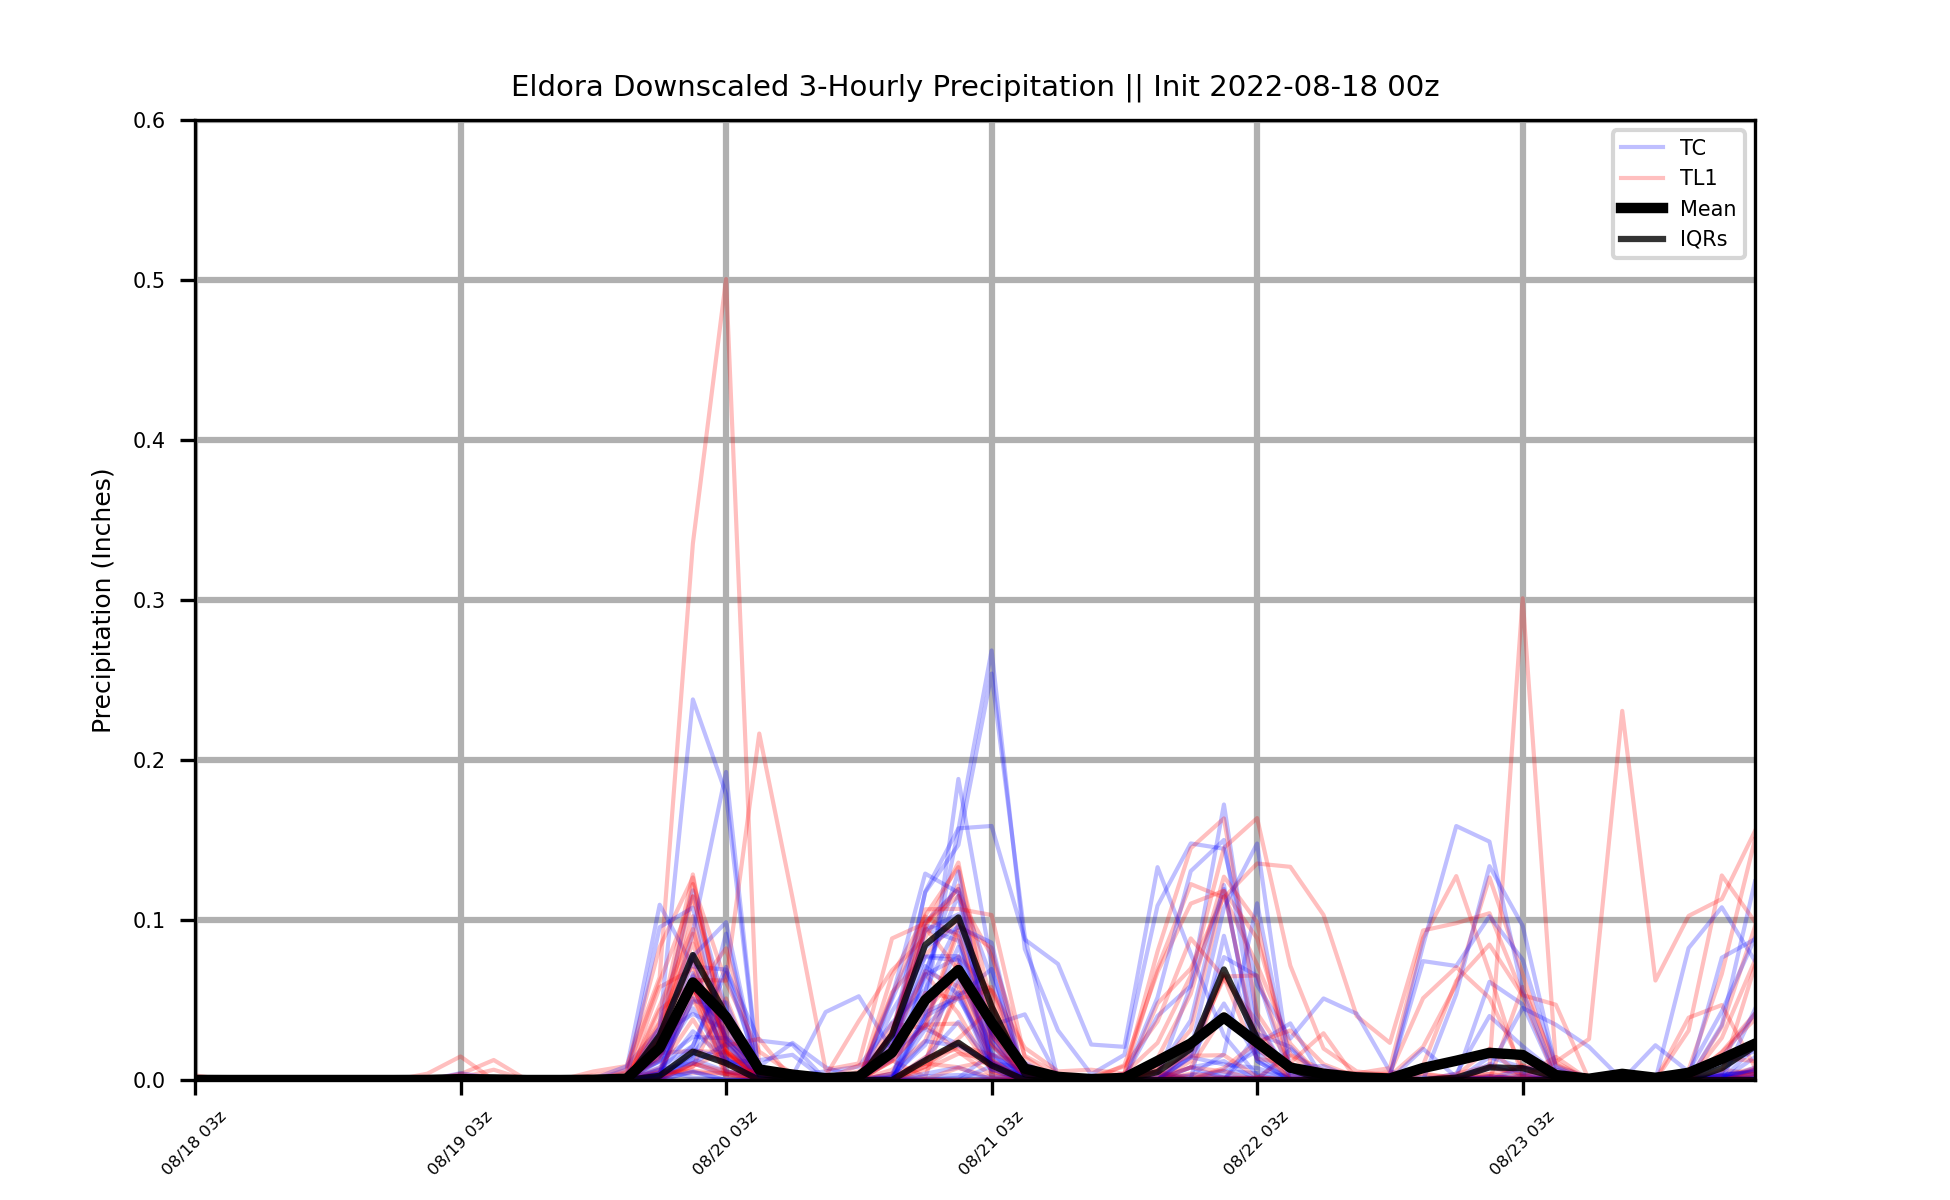 Eldora Downscaled 3-Hourly Precipitation || Init 2022-08-18 00z
TC
TL1
Mean
IQRs
Precipitation (Inches)
0.6
0.5
0.4
0.3
0.2
0.1
0.0
08/18 03z
08/19 03z
08/20 03z
08/21 03z
08/22 03z
08/23 03z